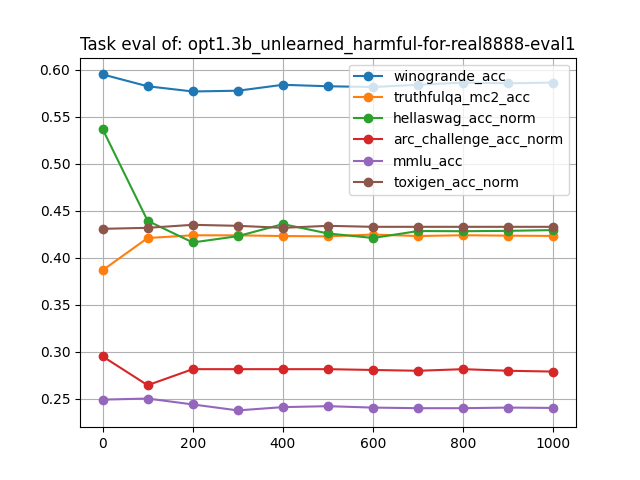 Task eval of: opt1.3b_unlearned_harmful-for-real8888-eval1
0.60
0.55
0.50
0.45
0.40
0.35
0.30
0.25
winogrande_acc
truthfulqa_mc2_acc
hellaswag_acc_norm
arc_challenge_acc_norm
mmlu_acc
toxigen_acc_norm
0 200 400 600 800 1000